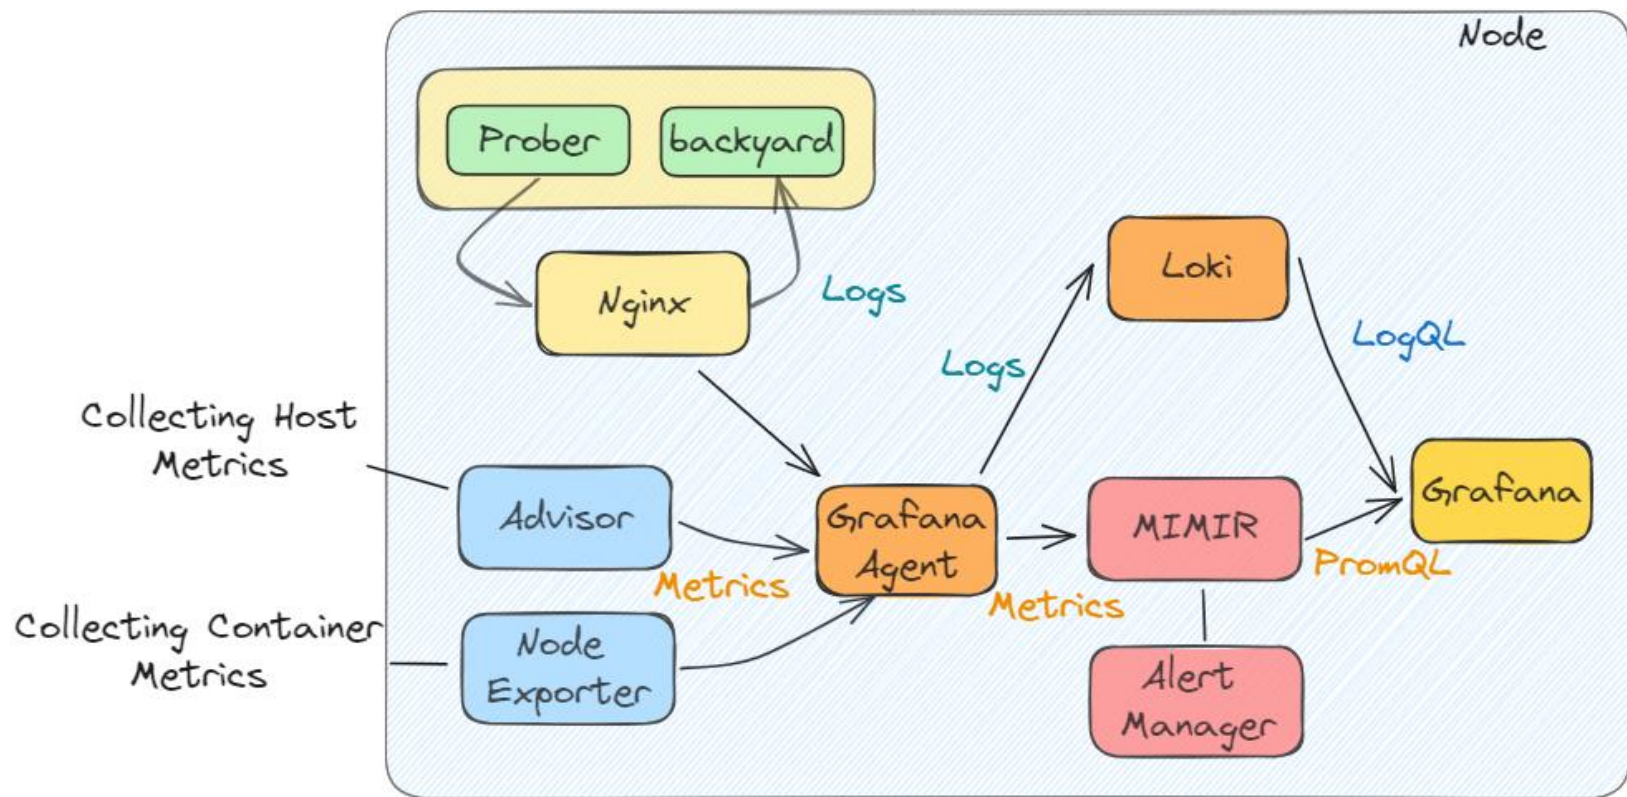 Node
Prober
backyard
Nginx
Logs
Loki
Logs
LogQL
Collecting Host
Metrics
Advisor
Grafana
Agent
MIMIR
Grafana
Metrics
Metrics
PromQL
Collecting Container
Metrics
Node
Exporter
Alert
Manager